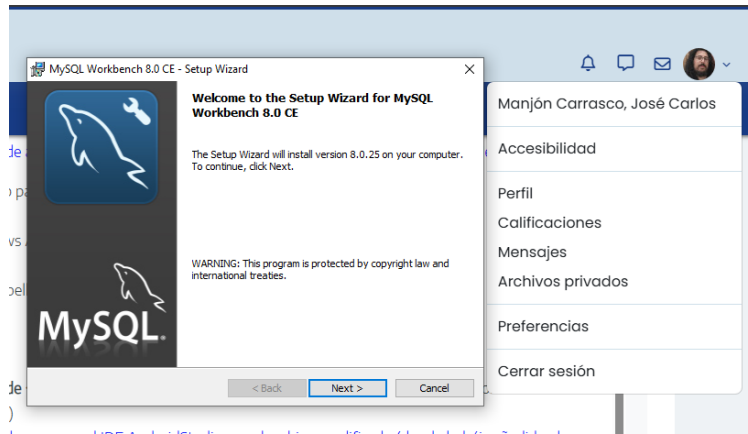 MySQL Workbench 8.0 CE - Setup Wizard
Welcome to the Setup Wizard for MySQL
Workbench 8.0 CE
The Setup Wizard will install version 8.0.25 on your computer.
To continue, click Next.
WARNING: This program is protected by copyright law and
international treaties.
MySQL.
< Back
Next >
Cancel
Manjón Carrasco, José Carlos
Accesibilidad
Perfil
Calificaciones
Mensajes
Archivos privados
Preferencias
Cerrar sesión
de